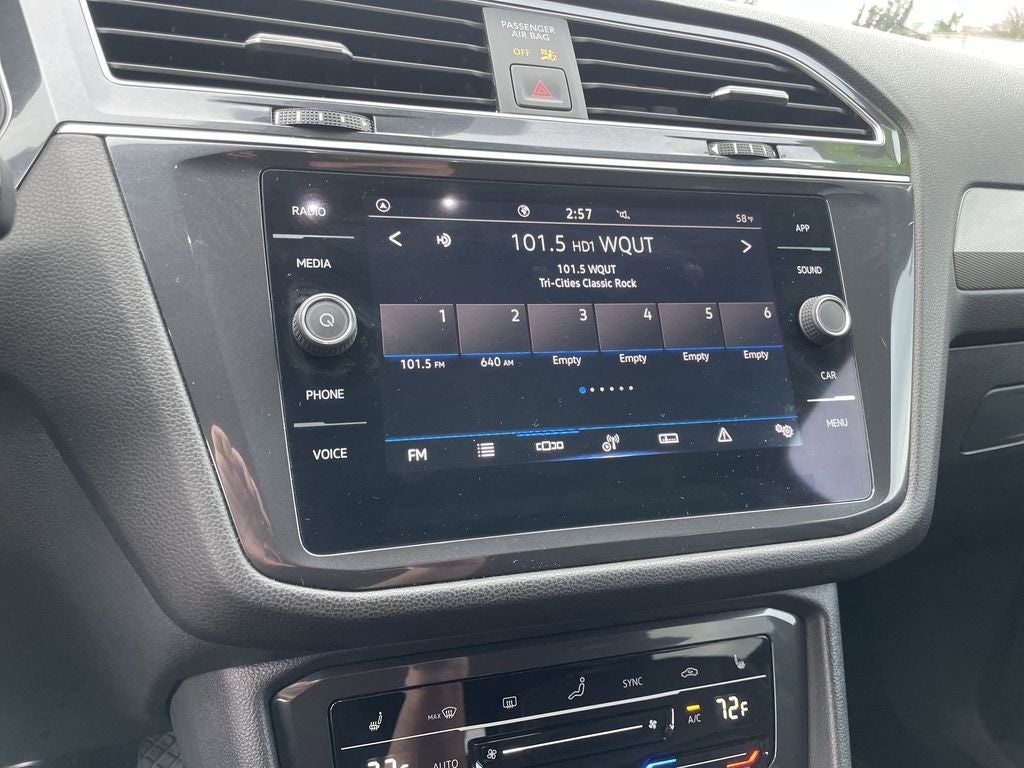 PASSENGER
AIR BAG
OFF
RADIO
2:57
58°F
APP
MEDIA
101.5 HD1 WQUT
SOUND
101.5 WQUT
Tri-Cities Classic Rock
1 2 3 4 5 6
101.5 FM 640 AM Empty Empty Empty Empty
PHONE
CAR
VOICE
FM
MENU
MAX
SYNC
A/C
72°F
AUTO